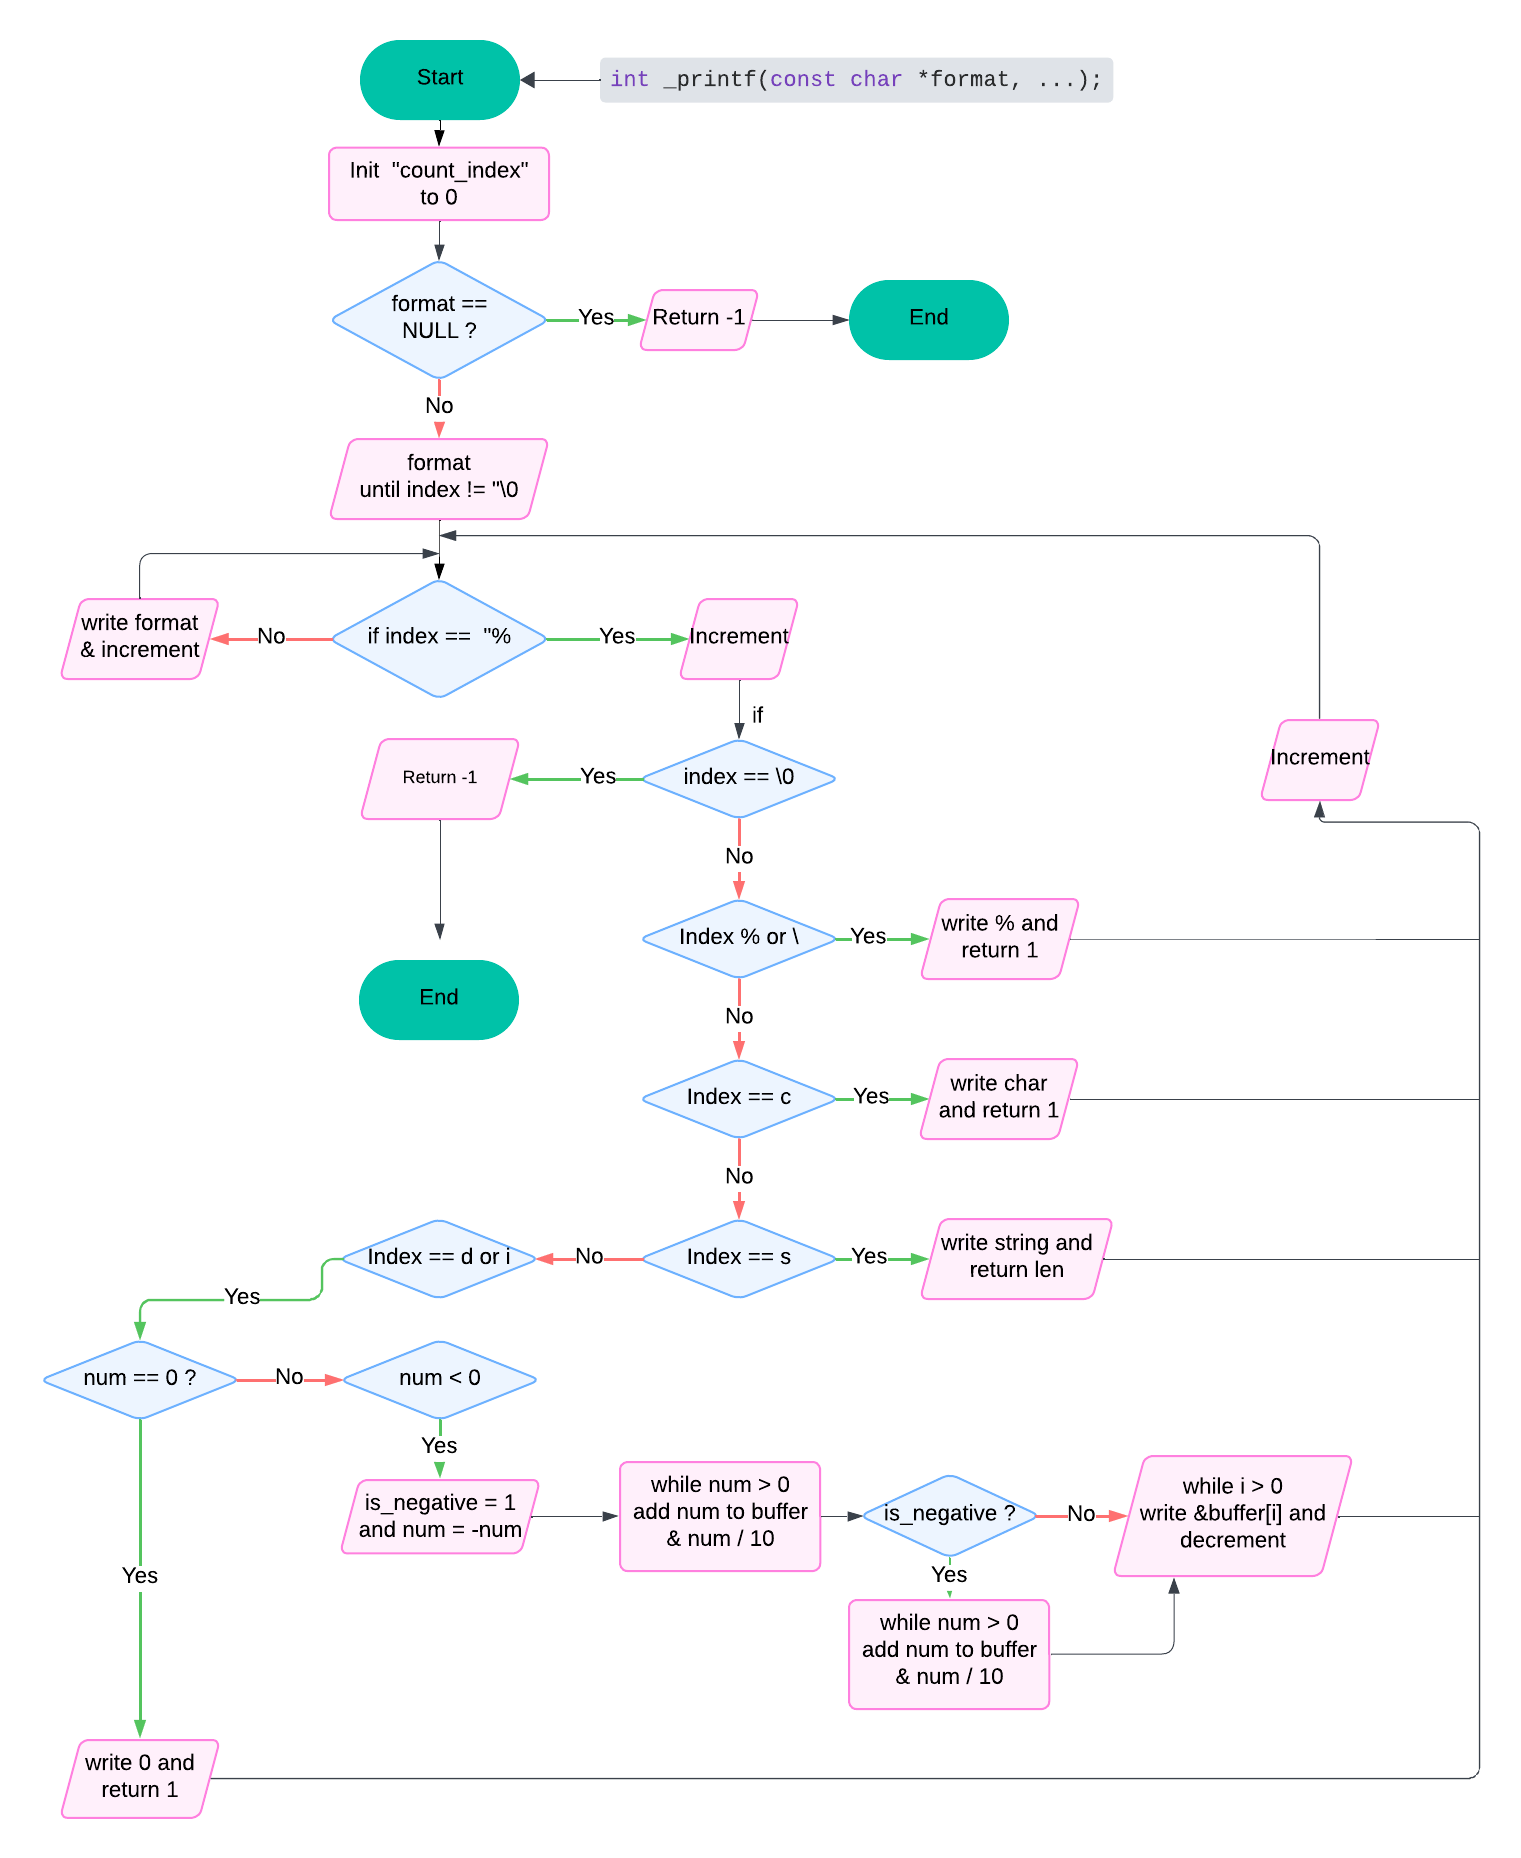 Start
int _printf(const char *format, ...);
Init "count_index"
to 0
format ==
NULL ?
Yes
Return -1
End
No
format
until index != "\0
write format
& increment
No
if index == "%
Yes
Increment
if
Return -1
Yes
index == \0
Increment
No
Index % or \
Yes
write % and
return 1
End
No
Index == c
Yes
write char
and return 1
No
Index == d or i
No
Index == s
Yes
write string and
return len
Yes
num == 0 ?
No
num < 0
Yes
is_negative = 1
and num = -num
while num > 0
add num to buffer
& num / 10
is_negative ?
No
while i > 0
write &buffer[i] and
decrement
Yes
Yes
while num > 0
add num to buffer
& num / 10
write 0 and
return 1